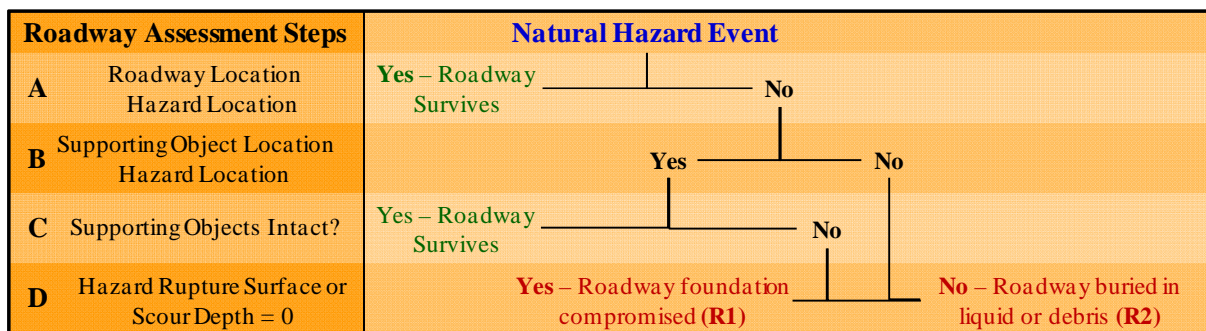 Roadway Assessment Steps
Natural Hazard Event
A
Roadway Location
Hazard Location
Yes – Roadway
Survives
No
B
Supporting Object Location
Hazard Location
Yes
No
C
Supporting Objects Intact?
Yes – Roadway
Survives
No
D
Hazard Rupture Surface or
Scour Depth = 0
Yes – Roadway foundation
compromised (R1)
No – Roadway buried in
liquid or debris (R2)